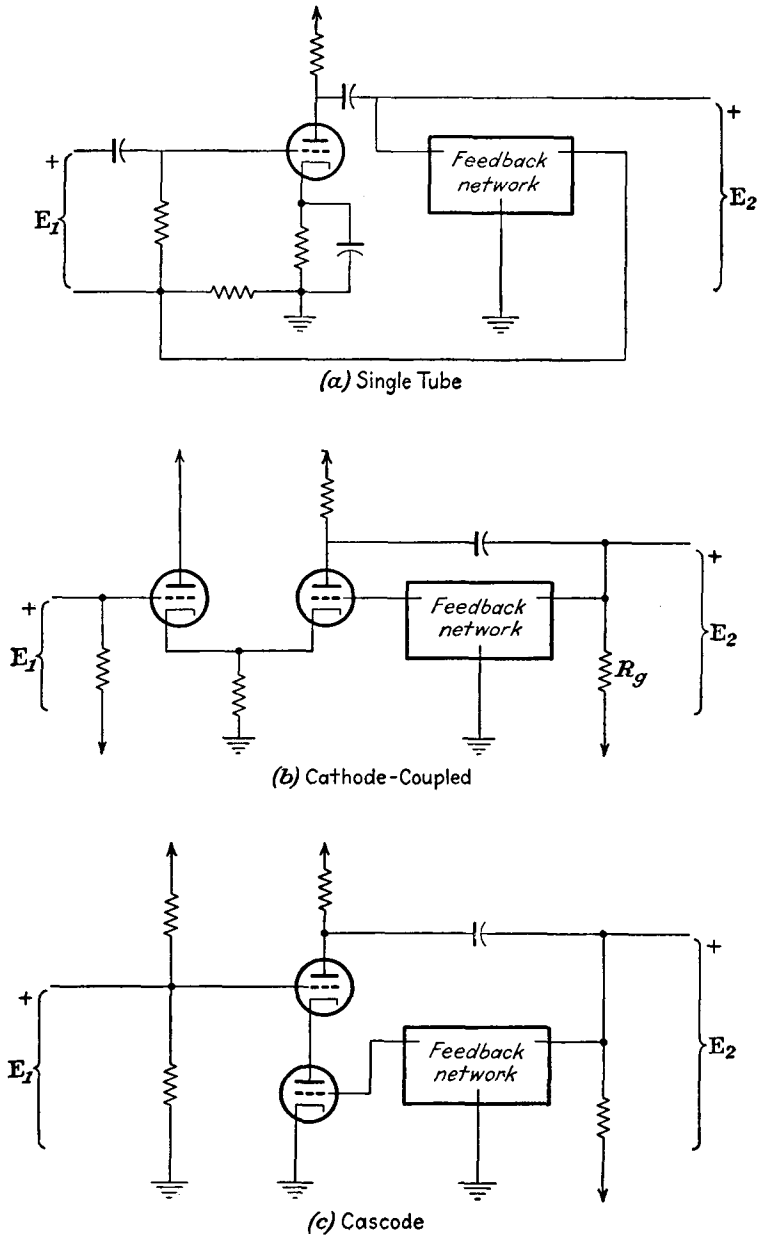 +
E1
Feedback
network
+
E2
(a) Single Tube
+
E1
Feedback
network
+
E2
Rg
(b) Cathode-Coupled
+
E1
Feedback
network
+
E2
(c) Cascode